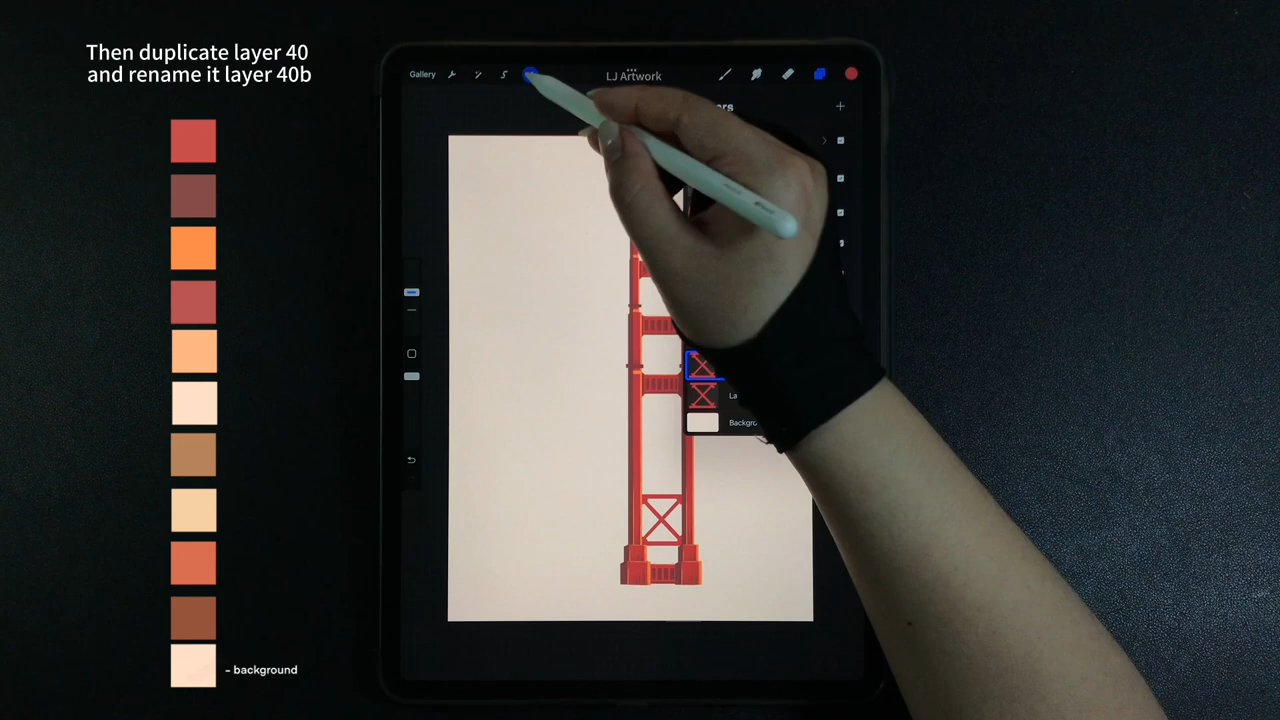 Then duplicate layer 40
and rename it layer 40b
Gallery
LJ Artwork
- background